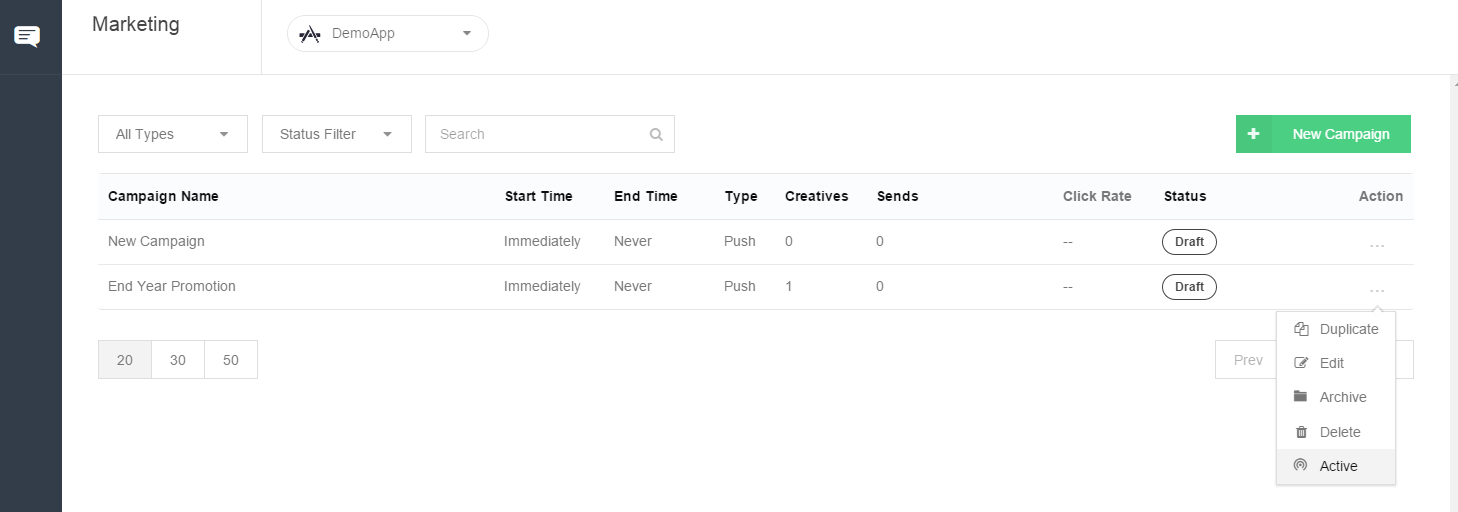 Marketing
DemoApp
All Types
Status Filter
Search
New Campaign
Campaign Name Start Time End Time Type Creatives Sends Click Rate Status Action
New Campaign Immediately Never Push 0 0 -- Draft ...
End Year Promotion Immediately Never Push 1 0 -- Draft ...
20 30 50
Prev
Duplicate
Edit
Archive
Delete
Active